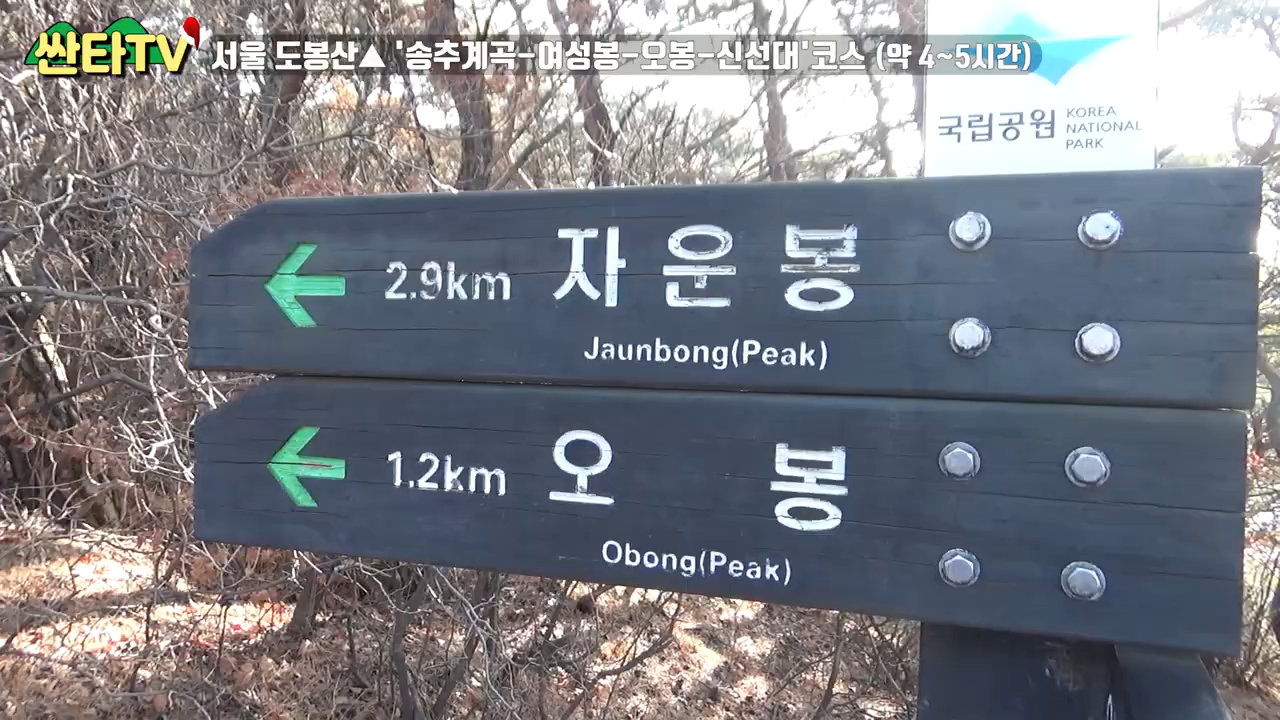 싼타TV
서울 도봉산▲ '송추계곡-여성봉-오봉-신선대'코스 (약 4~5시간)
국립공원 KOREA
NATIONAL
PARK
2.9km 자운봉
Jaunbong(Peak)
1.2km 오 봉
Obong(Peak)